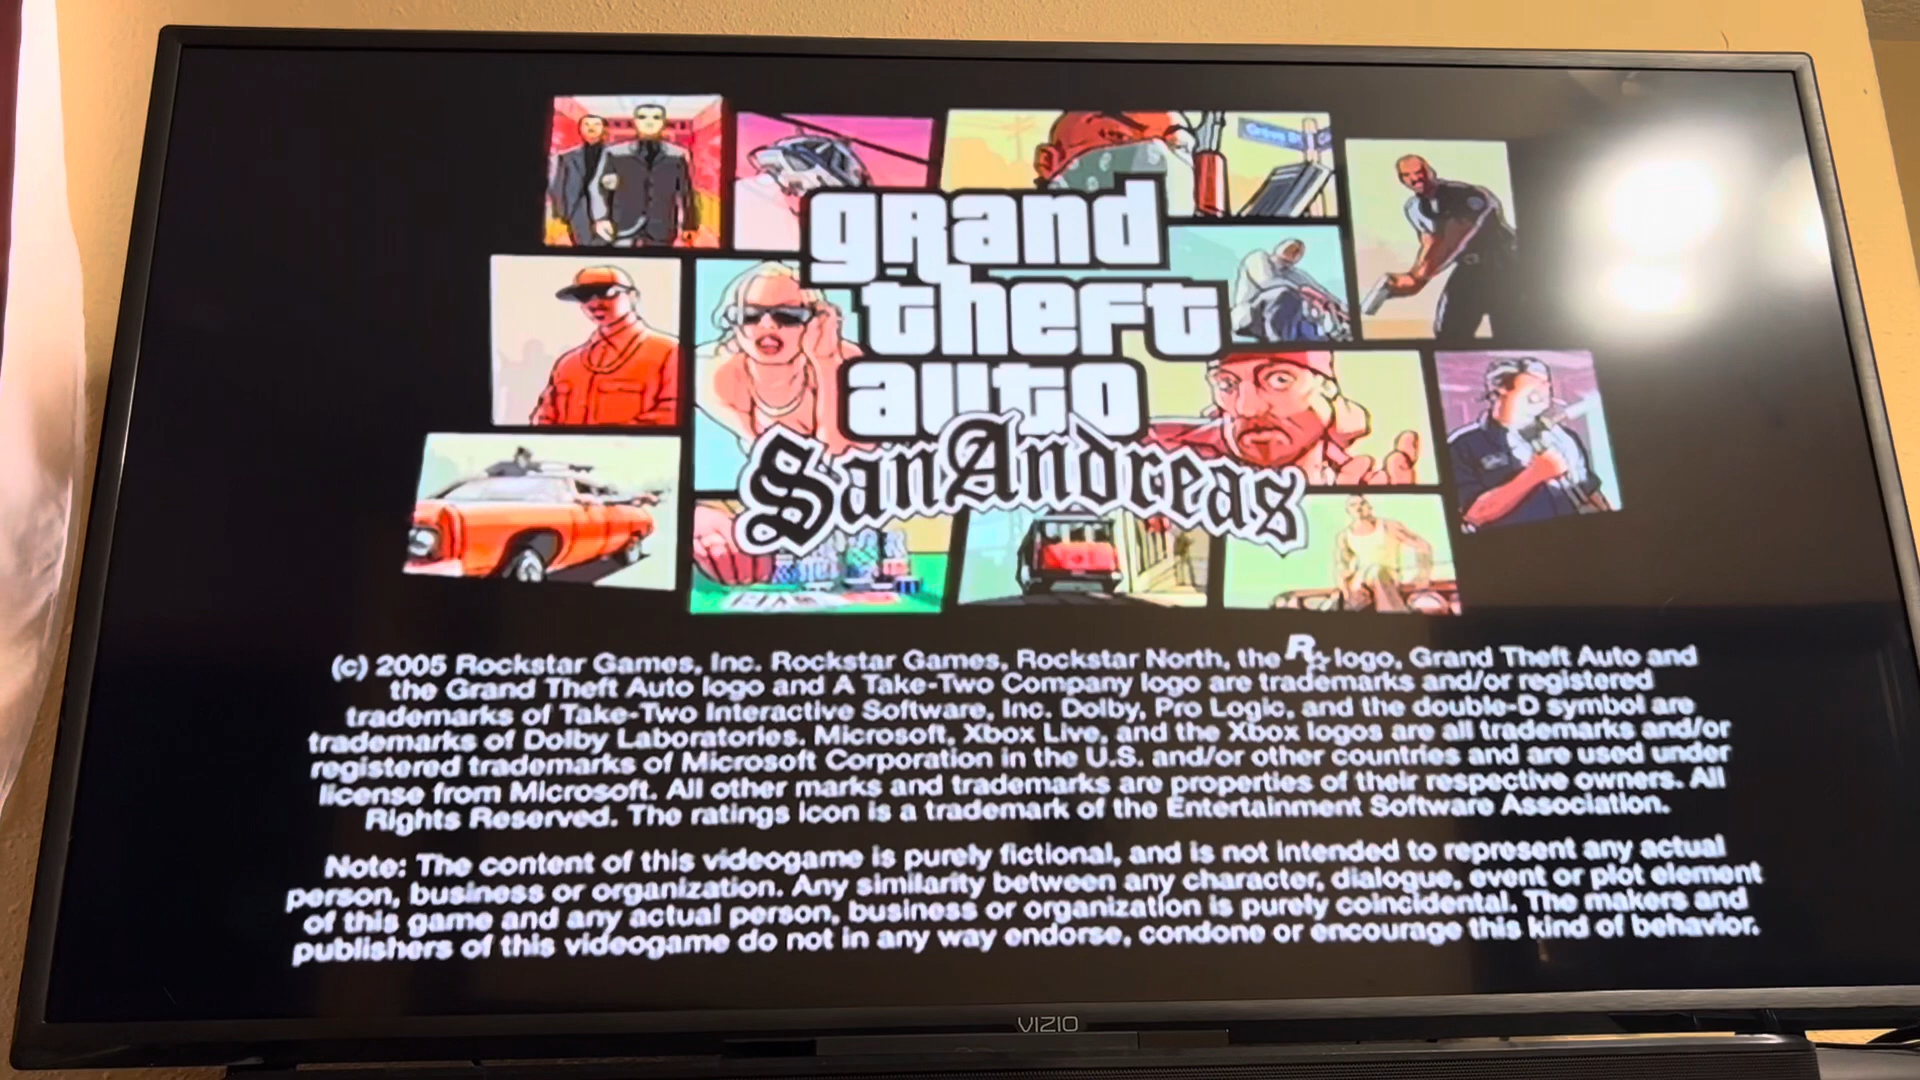 Grove St
grand
theft
auto
San Andreas
(c) 2005 Rockstar Games, Inc. Rockstar Games, Rockstar North, the R logo, Grand Theft Auto and
the Grand Theft Auto logo and A Take-Two Company logo are trademarks and/or registered
trademarks of Take-Two Interactive Software, Inc. Dolby, Pro Logic, and the double-D symbol are
trademarks of Dolby Laboratories. Microsoft, Xbox Live, and the Xbox logos are all trademarks and/or
registered trademarks of Microsoft Corporation in the U.S. and/or other countries and are used under
license from Microsoft. All other marks and trademarks are properties of their respective owners. All
Rights Reserved. The ratings icon is a trademark of the Entertainment Software Association.
Note: The content of this videogame is purely fictional, and is not intended to represent any actual
person, business or organization. Any similarity between any character, dialogue, event or plot element
of this game and any actual person, business or organization is purely coincidental. The makers and
publishers of this videogame do not in any way endorse, condone or encourage this kind of behavior.
VIZIO